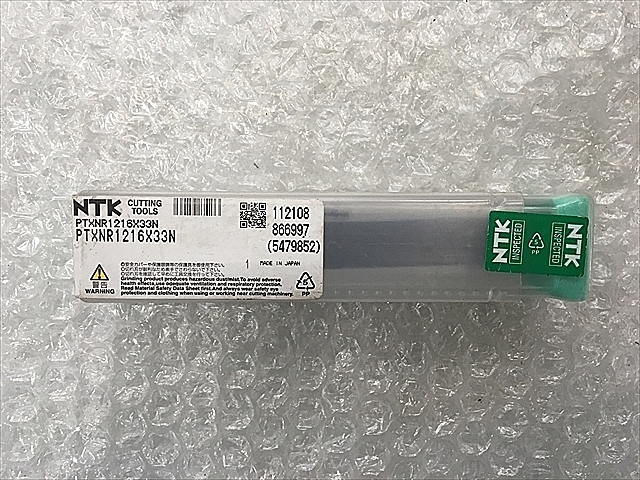 NTK CUTTING TOOLS
PTXNR1216X33N
PTXNR1216X33N
112108
866997
(5479852)
1 MADE IN JAPAN
警告
WARNING
Grinding product produces hazardous dust/mist.To avoid adverse
health effects,use edequate ventilation and respiratory protection.
Read Material Safety Data Sheet first.And always wear safety eye
protection and clothing when using or working near cutting machinery.
5
PP
NTK
INSPECTED
PP
INSPECTED
NTK